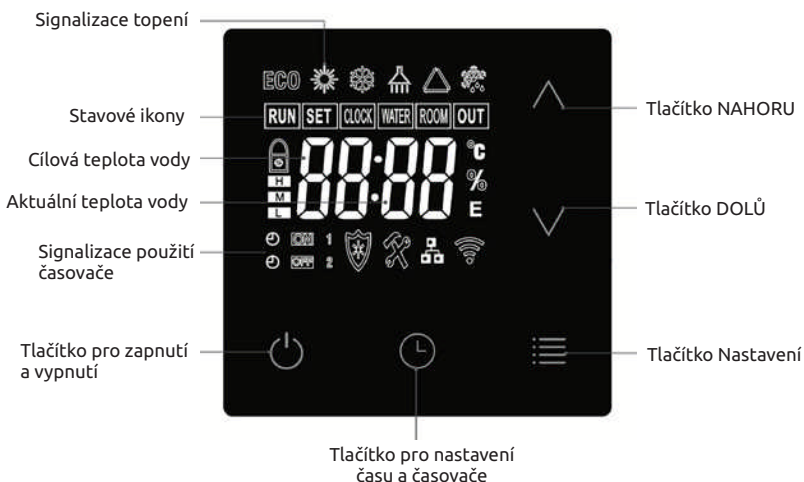 Signalizace topení
ECO
Stavové ikony
RUN SET CLOCK WATER ROOM OUT
Tlačítko NAHORU
Cílová teplota vody
88:88 °C
%
H
M
L
E
Aktuální teplota vody
Tlačítko DOLŮ
Signalizace použití
časovače
ON 1
OFF 2
Tlačítko pro zapnutí
a vypnutí
Tlačítko Nastavení
Tlačítko pro nastavení
času a časovače